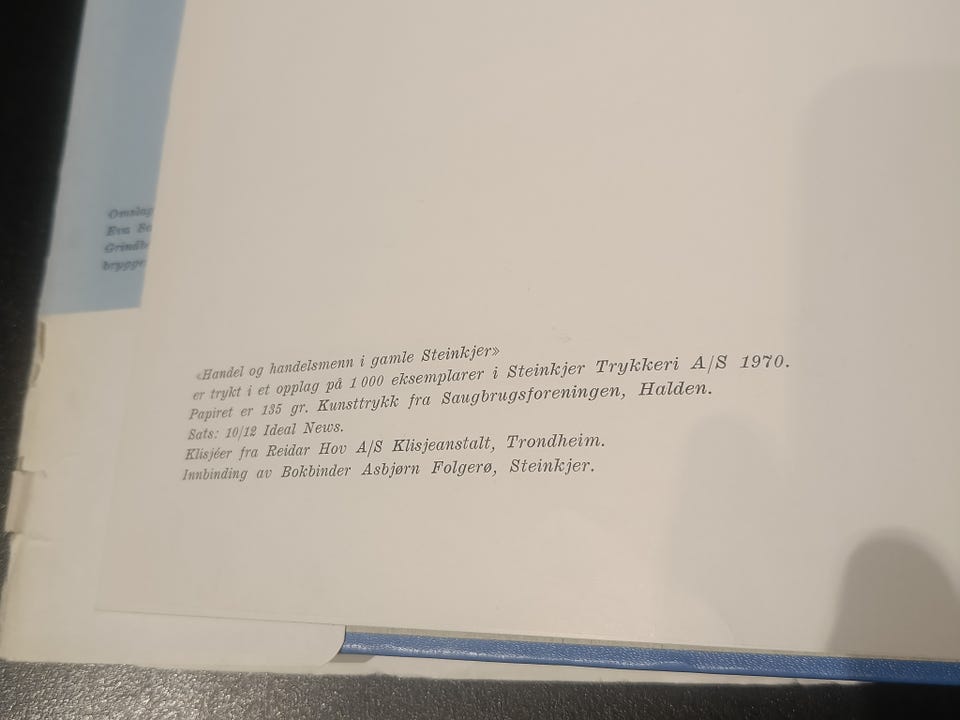 Eva
«Handel og handelsmenn i gamle Steinkjer»
er trykt i et opplag på 1 000 eksemplarer i Steinkjer Trykkeri A/S 1970.
Papiret er 135 gr. Kunsttrykk fra Saugbrugsforeningen, Halden.
Sats: 10/12 Ideal News.
Klisjéer fra Reidar Hov A/S Klisjeanstalt, Trondheim.
Innbinding av Bokbinder Asbjørn Folgerø, Steinkjer.